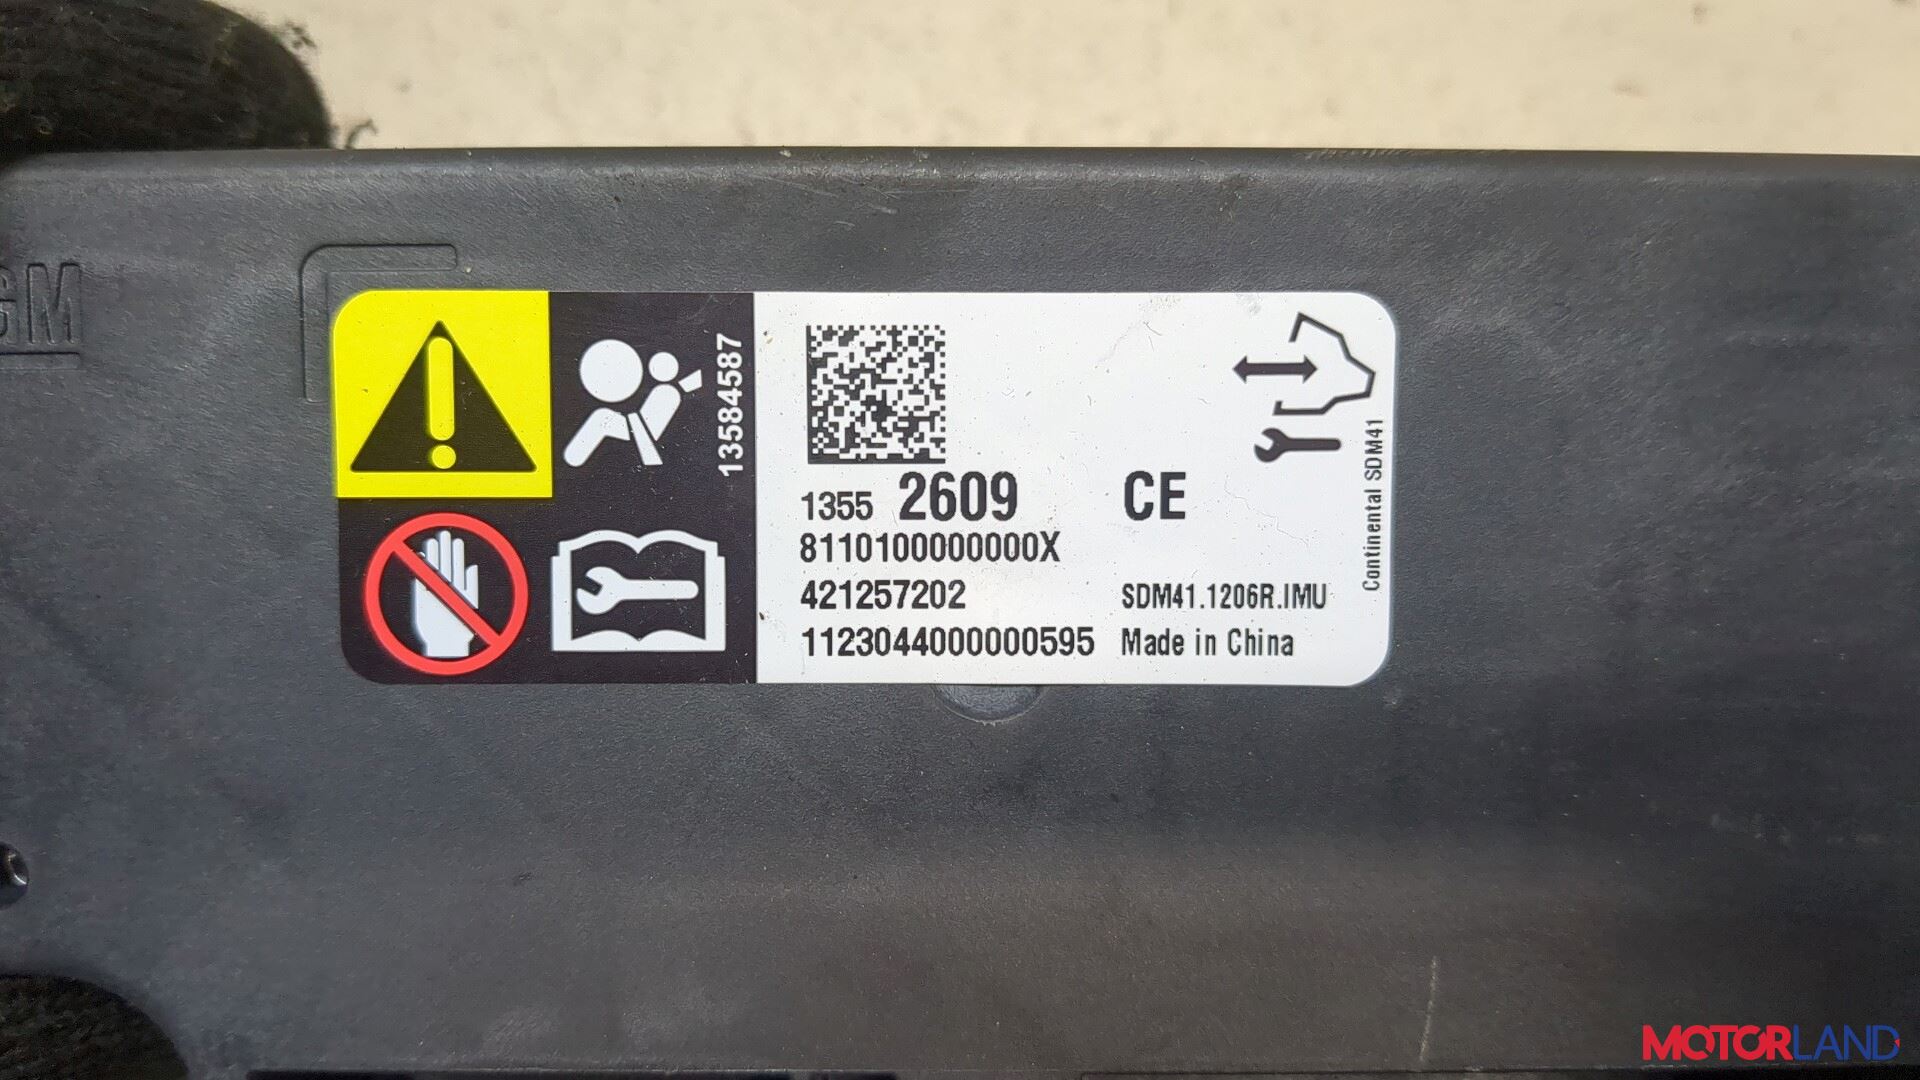 GM
13584587
1355 2609 CE
8110100000000X
421257202 SDM41.1206R.IMU
1123044000000595 Made in China
Continental SDM41
MOTORLAND